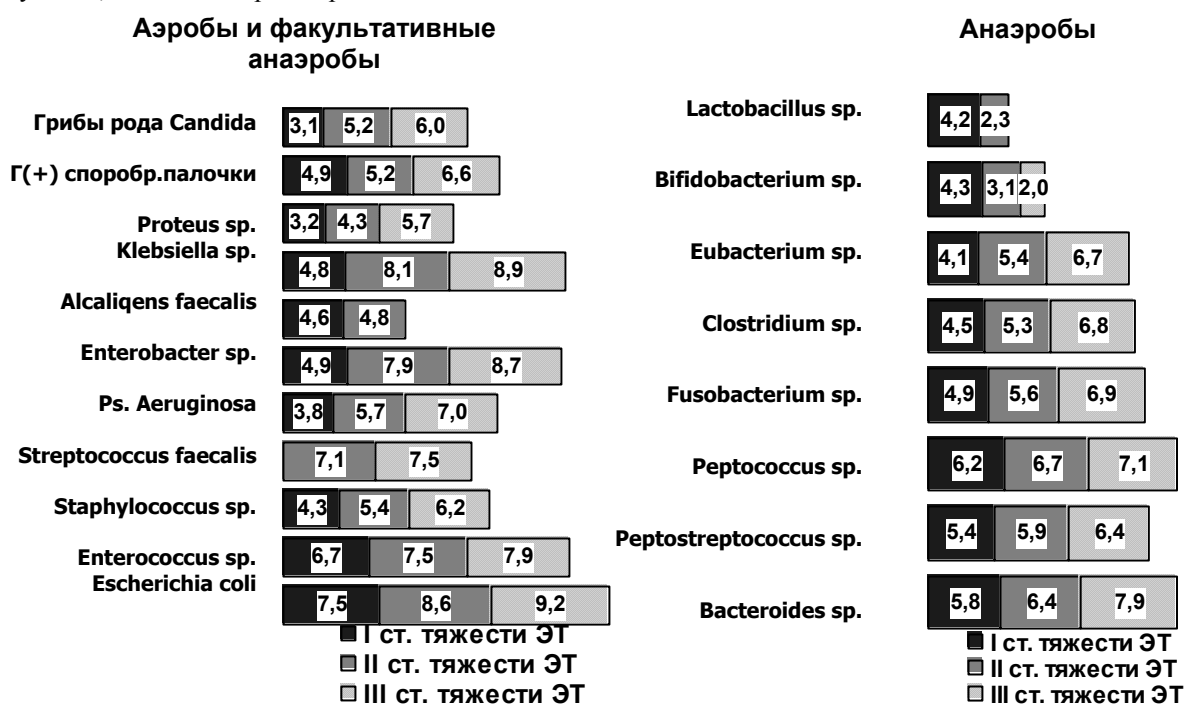 Аэробы и факультативные
анаэробы
Грибы рода Candida
3,1 5,2 6,0
Г(+) споробр.палочки
4,9 5,2 6,6
Proteus sp.
3,2 4,3 5,7
Klebsiella sp.
4,8 8,1 8,9
Alcaliqens faecalis
4,6 4,8
Enterobacter sp.
4,9 7,9 8,7
Ps. Aeruginosa
3,8 5,7 7,0
Streptococcus faecalis
7,1 7,5
Staphylococcus sp.
4,3 5,4 6,2
Enterococcus sp.
6,7 7,5 7,9
Escherichia coli
7,5 8,6 9,2
I ст. тяжести ЭТ
II ст. тяжести ЭТ
III ст. тяжести ЭТ
Анаэробы
Lactobacillus sp.
4,2 2,3
Bifidobacterium sp.
4,3 3,1 2,0
Eubacterium sp.
4,1 5,4 6,7
Clostridium sp.
4,5 5,3 6,8
Fusobacterium sp.
4,9 5,6 6,9
Peptococcus sp.
6,2 6,7 7,1
Peptostreptococcus sp.
5,4 5,9 6,4
Bacteroides sp.
5,8 6,4 7,9
I ст. тяжести ЭТ
II ст. тяжести ЭТ
III ст. тяжести ЭТ